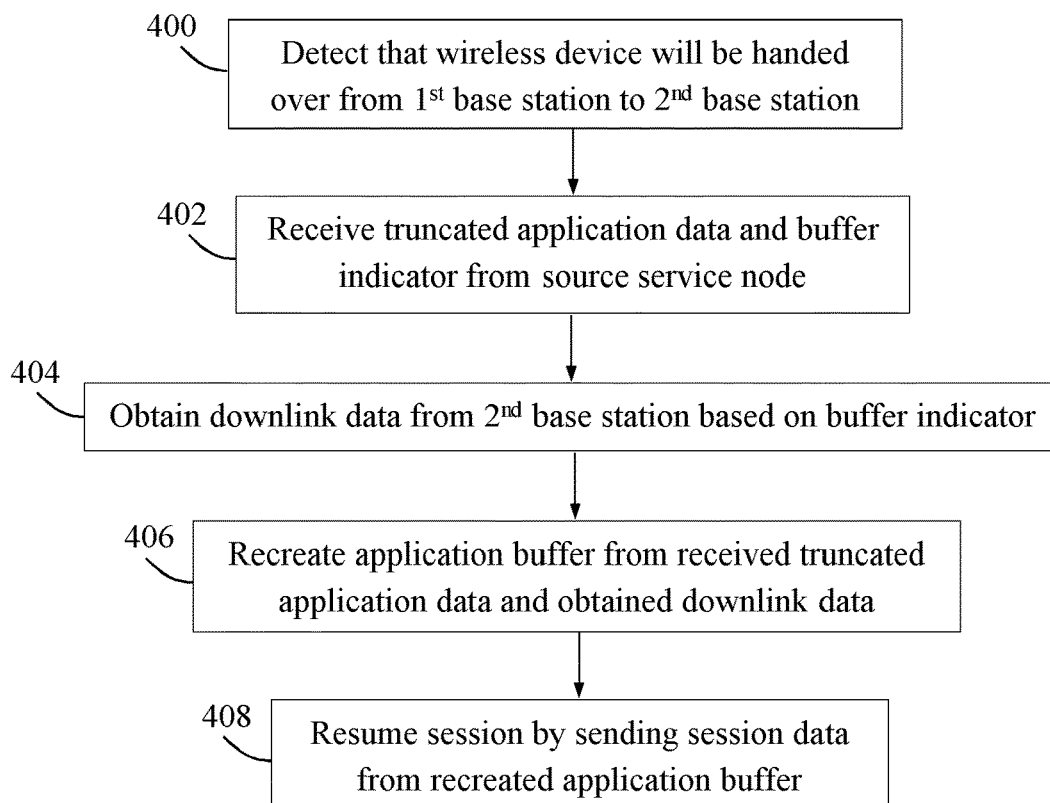 400
Detect that wireless device will be handed
over from 1st base station to 2nd base station
402
Receive truncated application data and buffer
indicator from source service node
404
Obtain downlink data from 2nd base station based on buffer indicator
406
Recreate application buffer from received truncated
application data and obtained downlink data
408
Resume session by sending session data
from recreated application buffer